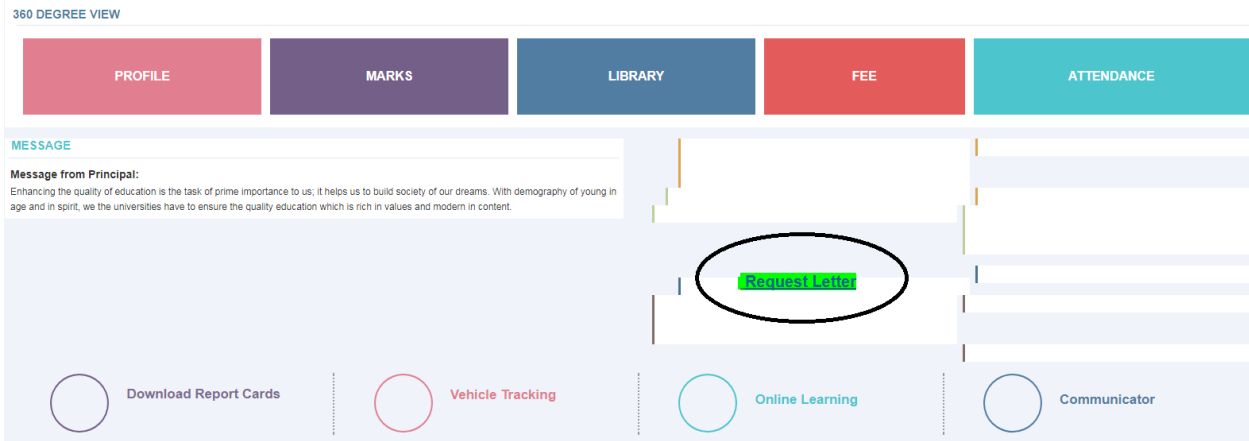 360 DEGREE VIEW
PROFILE
MARKS
LIBRARY
FEE
ATTENDANCE
MESSAGE
Message from Principal:
Enhancing the quality of education is the task of prime importance to us; it helps us to build society of our dreams. With demography of young in
age and in spirit, we the universities have to ensure the quality education which is rich in values and modern in content.
Request Letter
Download Report Cards
Vehicle Tracking
Online Learning
Communicator